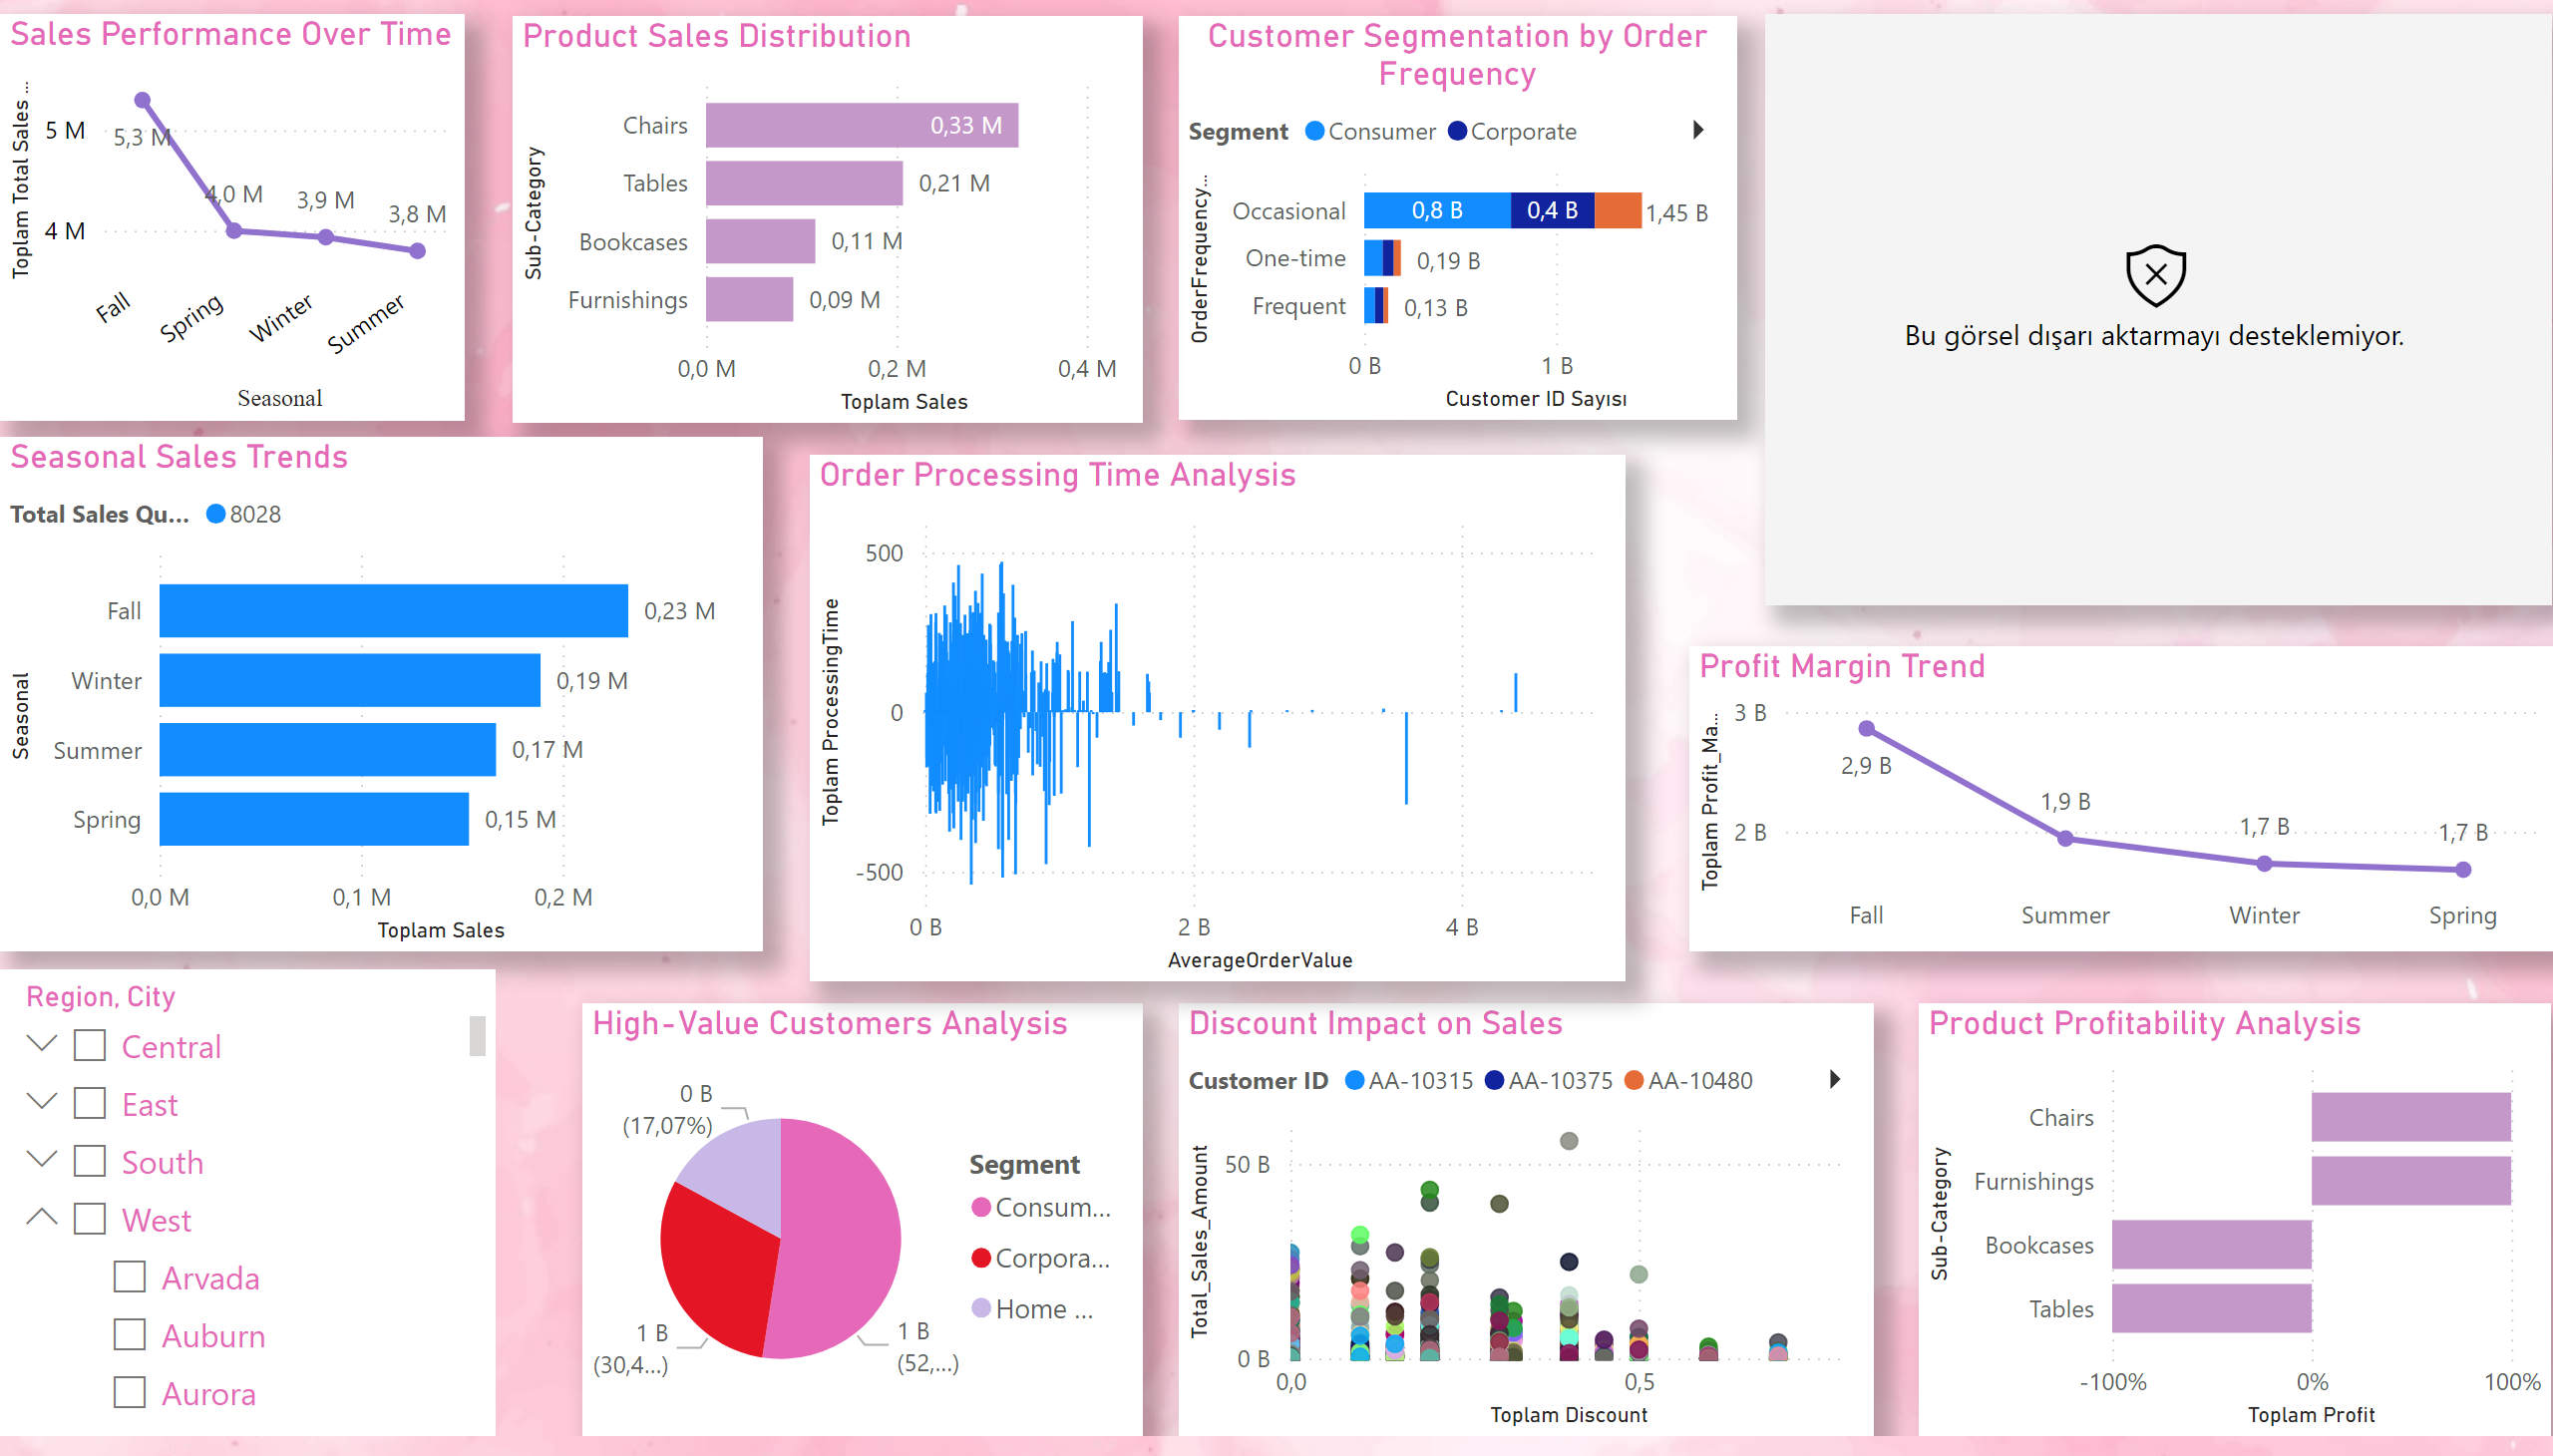 Sales Performance Over Time
Toplam Total Sales ...
5 M
4 M
5,3 M
4,0 M
3,9 M
3,8 M
Fall
Spring
Winter
Summer
Seasonal
Product Sales Distribution
Sub-Category
Chairs
0,33 M
Tables
0,21 M
Bookcases
0,11 M
Furnishings
0,09 M
0,0 M 0,2 M 0,4 M
Toplam Sales
Customer Segmentation by Order
Frequency
Segment Consumer Corporate
OrderFrequency...
Occasional 0,8 B 0,4 B 1,45 B
One-time 0,19 B
Frequent 0,13 B
0 B 1 B
Customer ID Sayısı
Bu görsel dışarı aktarmayı desteklemiyor.
Seasonal Sales Trends
Total Sales Qu... 8028
Seasonal
Fall 0,23 M
Winter 0,19 M
Summer 0,17 M
Spring 0,15 M
0,0 M 0,1 M 0,2 M
Toplam Sales
Order Processing Time Analysis
Toplam ProcessingTime
500
0
-500
0 B 2 B 4 B
AverageOrderValue
Profit Margin Trend
Toplam Profit_Ma...
3 B
2 B
2,9 B
1,9 B
1,7 B
1,7 B
Fall Summer Winter Spring
Region, City
Central
East
South
West
Arvada
Auburn
Aurora
High-Value Customers Analysis
0 B
(17,07%)
1 B
(30,4...)
1 B
(52,...)
Segment
Consum...
Corpora...
Home ...
Discount Impact on Sales
Customer ID AA-10315 AA-10375 AA-10480
Total_Sales_Amount
50 B
0 B
0,0 0,5
Toplam Discount
Product Profitability Analysis
Sub-Category
Chairs
Furnishings
Bookcases
Tables
-100% 0% 100%
Toplam Profit